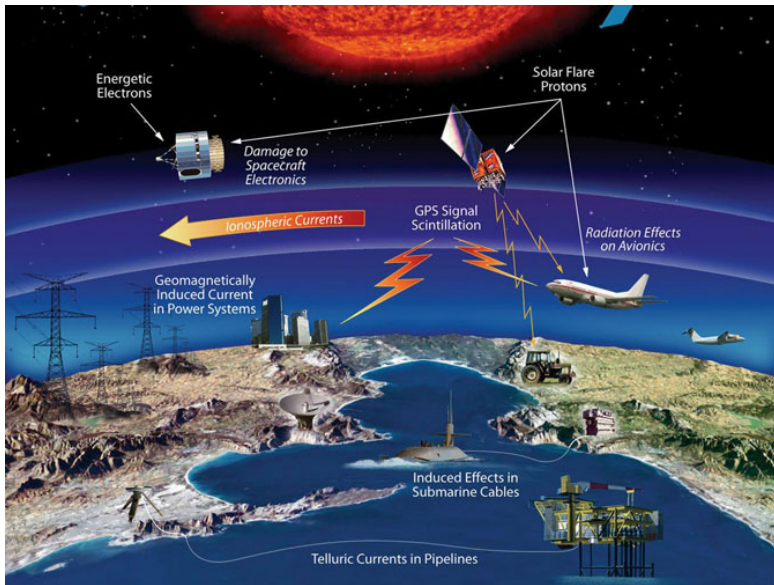 Energetic
Electrons
Solar Flare
Protons
Damage to
Spacecraft
Electronics
Ionospheric Currents
GPS Signal
Scintillation
Radiation Effects
on Avionics
Geomagnetically
Induced Current
in Power Systems
Induced Effects in
Submarine Cables
Telluric Currents in Pipelines